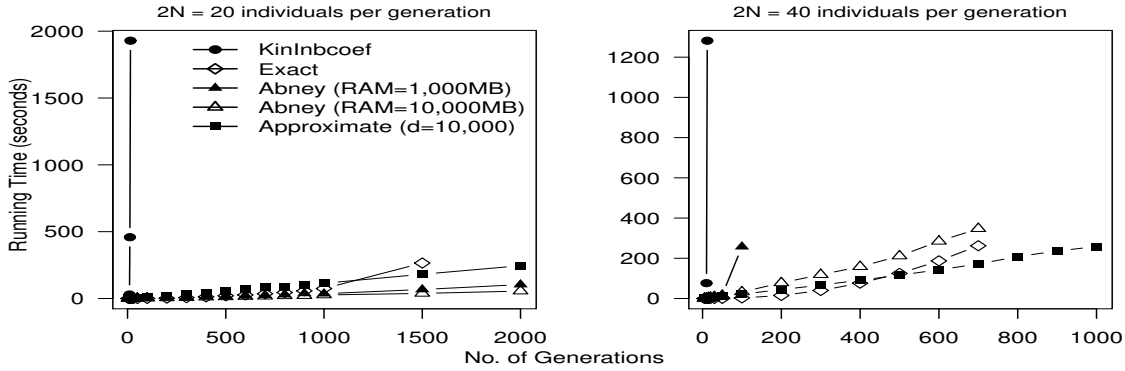 2N = 20 individuals per generation
2N = 40 individuals per generation
Running Time (seconds)
2000
1500
1000
500
0
KinInbcoef
Exact
Abney (RAM=1,000MB)
Abney (RAM=10,000MB)
Approximate (d=10,000)
0 500 1000 1500 2000
1200
1000
800
600
400
200
0
0 200 400 600 800 1000
No. of Generations